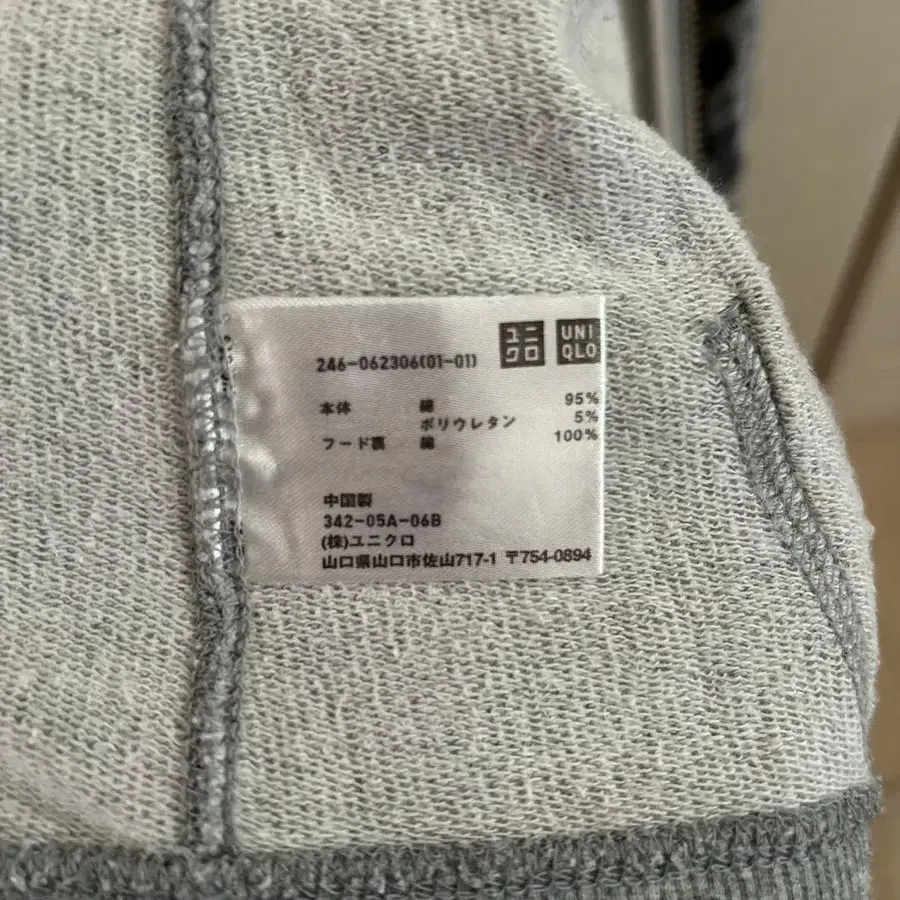 ユニクロ UNIQLO
246-062306(01-01)
本体 綿 95%
ポリウレタン 5%
フード裏 綿 100%
中国製
342-05A-06B
(株)ユニクロ
山口県山口市佐山717-1 〒754-0894